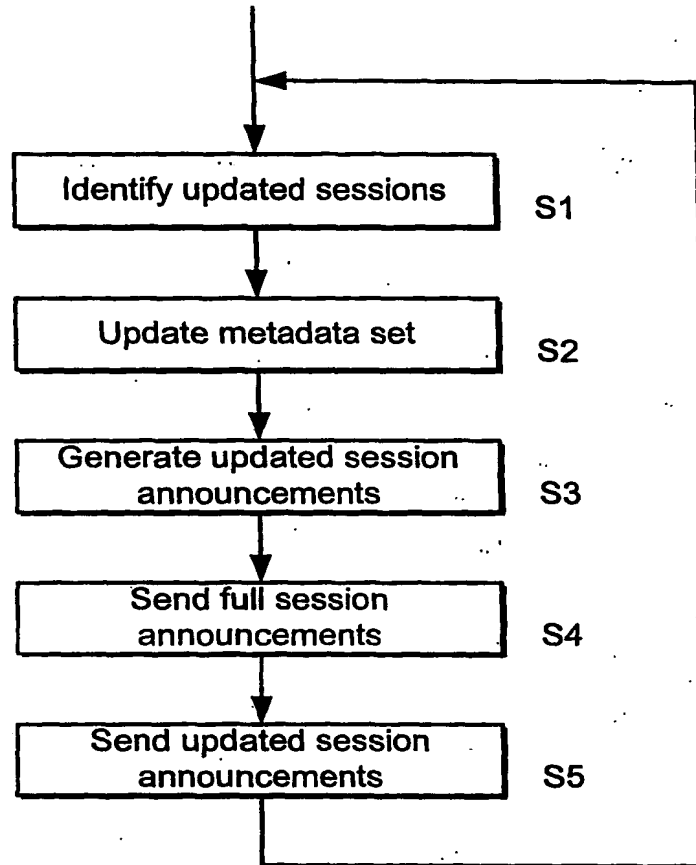 Identify updated sessions
S1
Update metadata set
S2
Generate updated session
announcements
S3
Send full session
announcements
S4
Send updated session
announcements
S5